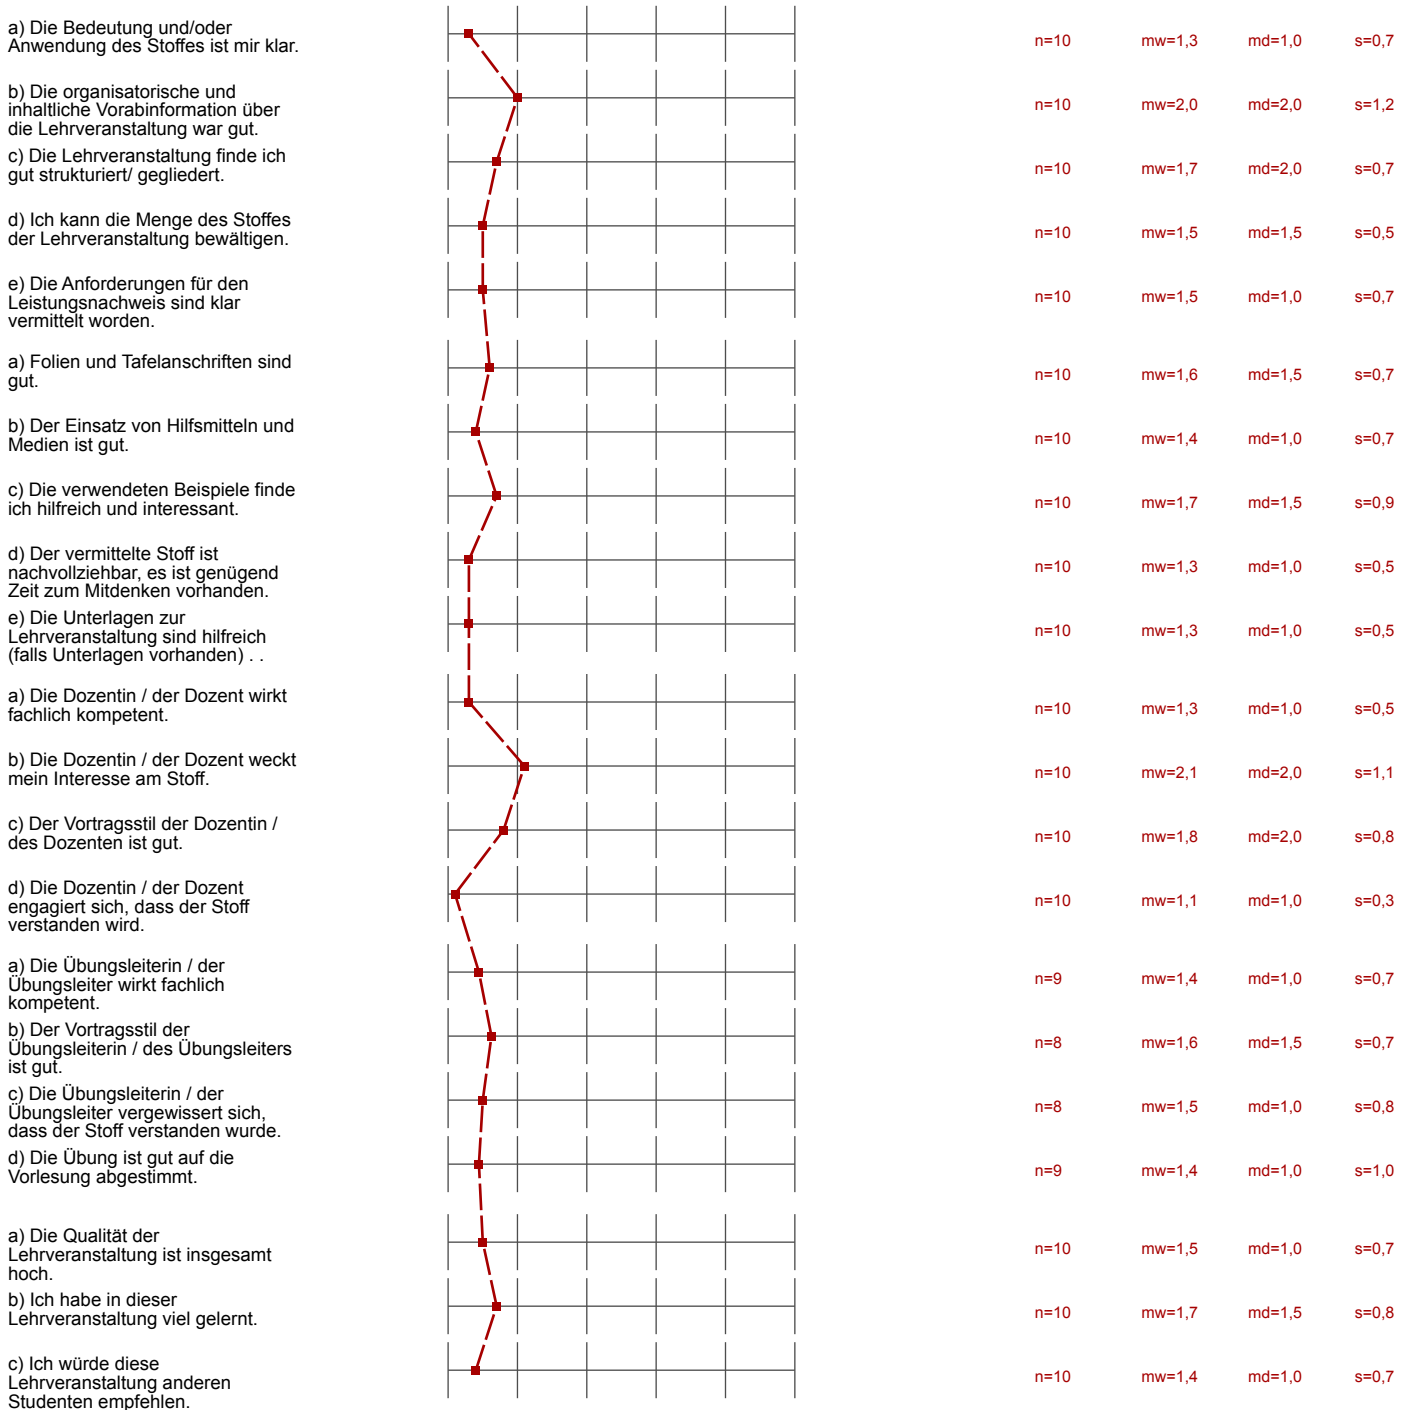 a) Die Bedeutung und/oder
Anwendung des Stoffes ist mir klar.
n=10 mw=1,3 md=1,0 s=0,7
b) Die organisatorische und
inhaltliche Vorabinformation über
die Lehrveranstaltung war gut.
n=10 mw=2,0 md=2,0 s=1,2
c) Die Lehrveranstaltung finde ich
gut strukturiert/ gegliedert.
n=10 mw=1,7 md=2,0 s=0,7
d) Ich kann die Menge des Stoffes
der Lehrveranstaltung bewältigen.
n=10 mw=1,5 md=1,5 s=0,5
e) Die Anforderungen für den
Leistungsnachweis sind klar
vermittelt worden.
n=10 mw=1,5 md=1,0 s=0,7
a) Folien und Tafelanschriften sind
gut.
n=10 mw=1,6 md=1,5 s=0,7
b) Der Einsatz von Hilfsmitteln und
Medien ist gut.
n=10 mw=1,4 md=1,0 s=0,7
c) Die verwendeten Beispiele finde
ich hilfreich und interessant.
n=10 mw=1,7 md=1,5 s=0,9
d) Der vermittelte Stoff ist
nachvollziehbar, es ist genügend
Zeit zum Mitdenken vorhanden.
n=10 mw=1,3 md=1,0 s=0,5
e) Die Unterlagen zur
Lehrveranstaltung sind hilfreich
(falls Unterlagen vorhanden) . .
n=10 mw=1,3 md=1,0 s=0,5
a) Die Dozentin / der Dozent wirkt
fachlich kompetent.
n=10 mw=1,3 md=1,0 s=0,5
b) Die Dozentin / der Dozent weckt
mein Interesse am Stoff.
n=10 mw=2,1 md=2,0 s=1,1
c) Der Vortragsstil der Dozentin /
des Dozenten ist gut.
n=10 mw=1,8 md=2,0 s=0,8
d) Die Dozentin / der Dozent
engagiert sich, dass der Stoff
verstanden wird.
n=10 mw=1,1 md=1,0 s=0,3
a) Die Übungsleiterin / der
Übungsleiter wirkt fachlich
kompetent.
n=9 mw=1,4 md=1,0 s=0,7
b) Der Vortragsstil der
Übungsleiterin / des Übungsleiters
ist gut.
n=8 mw=1,6 md=1,5 s=0,7
c) Die Übungsleiterin / der
Übungsleiter vergewissert sich,
dass der Stoff verstanden wurde.
n=8 mw=1,5 md=1,0 s=0,8
d) Die Übung ist gut auf die
Vorlesung abgestimmt.
n=9 mw=1,4 md=1,0 s=1,0
a) Die Qualität der
Lehrveranstaltung ist insgesamt
hoch.
n=10 mw=1,5 md=1,0 s=0,7
b) Ich habe in dieser
Lehrveranstaltung viel gelernt.
n=10 mw=1,7 md=1,5 s=0,8
c) Ich würde diese
Lehrveranstaltung anderen
Studenten empfehlen.
n=10 mw=1,4 md=1,0 s=0,7